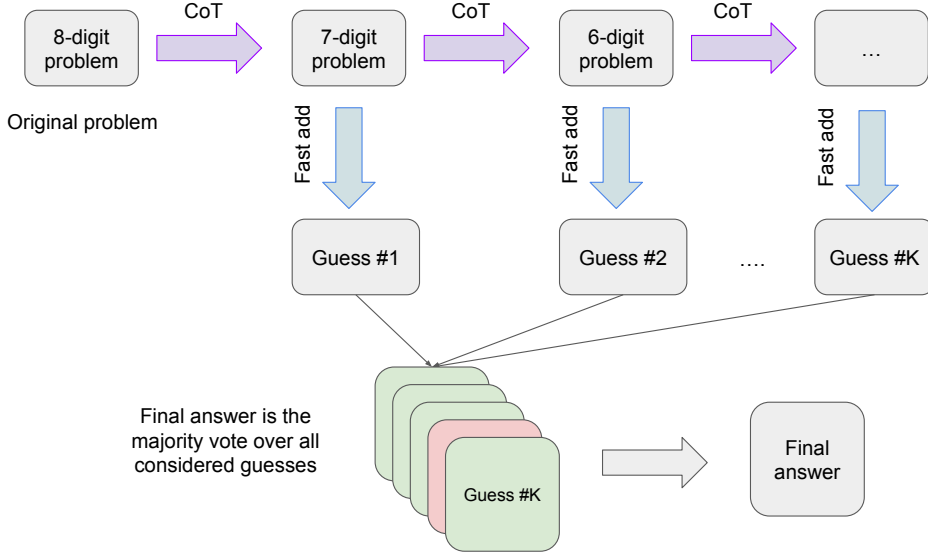 CoT
CoT
CoT
8-digit
problem
7-digit
problem
6-digit
problem
...
Original problem
Fast add
Fast add
Fast add
Guess #1
Guess #2
....
Guess #K
Final answer is the
majority vote over all
considered guesses
Guess #K
Final
answer